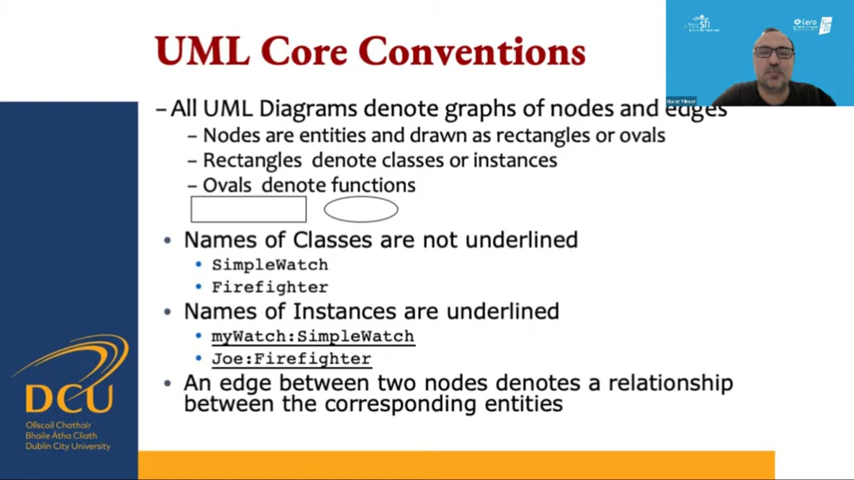 UML Core Conventions
– All UML Diagrams denote graphs of nodes and edges
– Nodes are entities and drawn as rectangles or ovals
– Rectangles denote classes or instances
– Ovals denote functions
• Names of Classes are not underlined
• SimpleWatch
• Firefighter
• Names of Instances are underlined
• myWatch:SimpleWatch
• Joe:Firefighter
• An edge between two nodes denotes a relationship
between the corresponding entities
DCU
Ollscoil Chathair
Bhaile Átha Cliath
Dublin City University
sfi
Lero